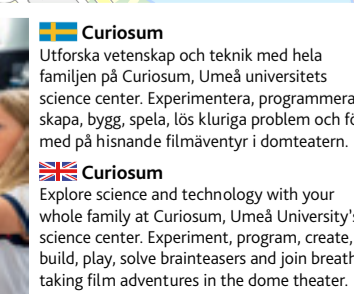 Curiosum
Utforska vetenskap och teknik med hela
familjen på Curiosum, Umeå universitets
science center. Experimentera, programmera
skapa, bygg, spela, lös kluriga problem och
med på hisnande filmäventyr i domteatern.
Curiosum
Explore science and technology with your
whole family at Curiosum, Umeå University's
science center. Experiment, program, create,
build, play, solve brainteasers and join breath
taking film adventures in the dome theater.